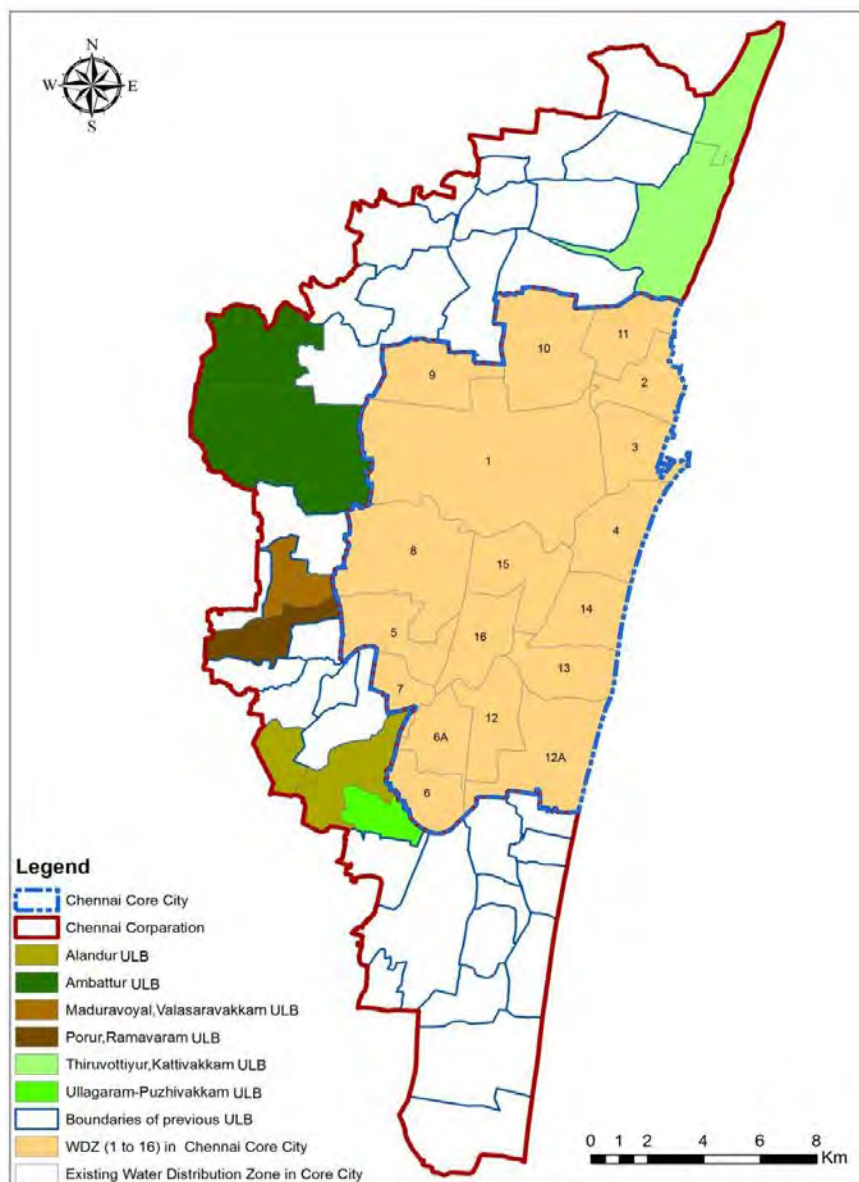 N
W E
S
11
10
2
9
3
1
4
8
15
14
5
16
13
7
12
6A
12A
6
Legend
Chennai Core City
Chennai Corparation
Alandur ULB
Ambattur ULB
Maduravoyal,Valasaravakkam ULB
Porur,Ramavaram ULB
Thiruvottiyur,Kattivakkam ULB
Ullagaram-Puzhivakkam ULB
Boundaries of previous ULB
WDZ (1 to 16) in Chennai Core City
Existing Water Distribution Zone in Core City
0 1 2 4 6 8
Km